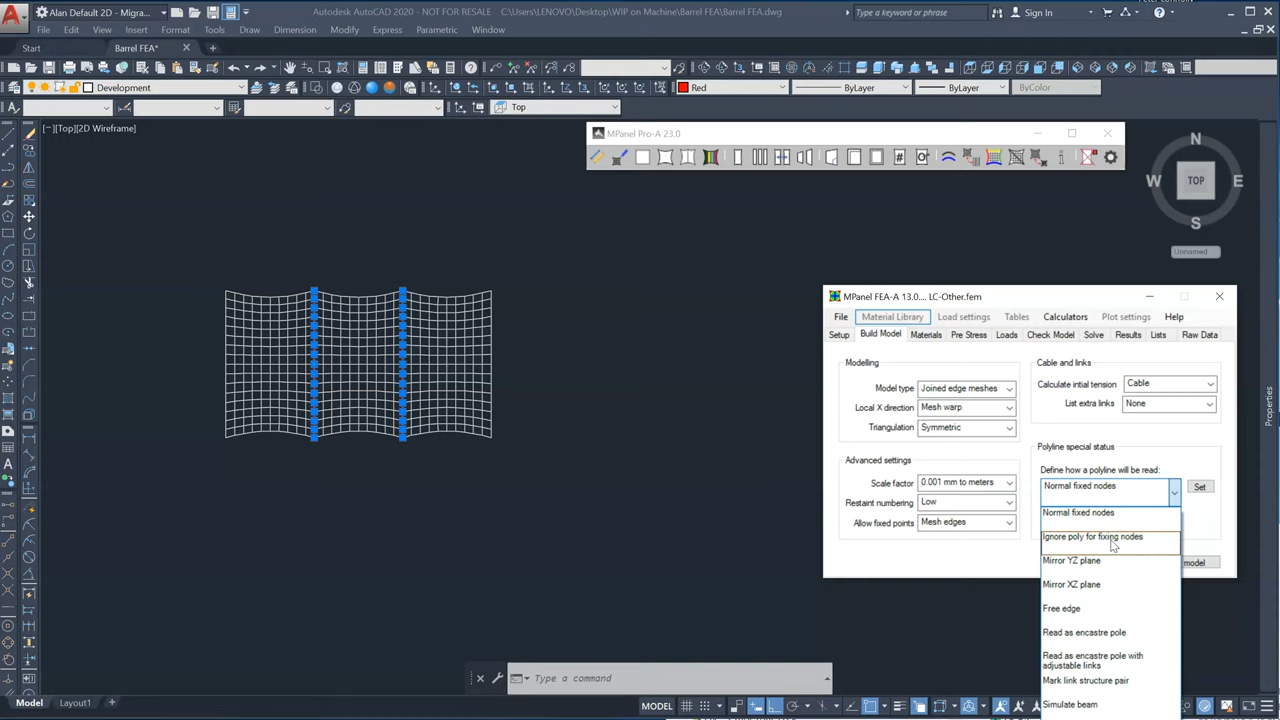 Alan Default 2D - Migra...
Autodesk AutoCAD 2020 - NOT FOR RESALE C:\Users\LENOVO\Desktop\WIP on Machine\Barrel FEA\Barrel FEA.dwg
Type a keyword or phrase
Sign In
File Edit View Insert Format Tools Draw Dimension Modify Express Parametric Window
Start Barrel FEA*
Development Red ByLayer ByLayer ByColor
Top
[−][Top][2D Wireframe]
MPanel Pro-A 23.0
N
W TOP E
S
Unnamed
MPanel FEA-A 13.0.... LC-Other.fem
File Material Library Load settings Tables Calculators Plot settings Help
Setup Build Model Materials Pre Stress Loads Check Model Solve Results Lists Raw Data
Modelling
Model type Joined edge meshes
Local X direction Mesh warp
Triangulation Symmetric
Cable and links
Calculate intial tension Cable
List extra links None
Advanced settings
Scale factor 0.001 mm to meters
Restraint numbering Low
Allow fixed points Mesh edges
Polyline special status
Define how a polyline will be read:
Normal fixed nodes Set
Normal fixed nodes
Ignore poly for fixing nodes
Mirror YZ plane
model
Mirror XZ plane
Free edge
Read as encastre pole
Read as encastre pole with
adjustable links
Mark link structure pair
Simulate beam
Properties
Type a command
Model Layout1
MODEL